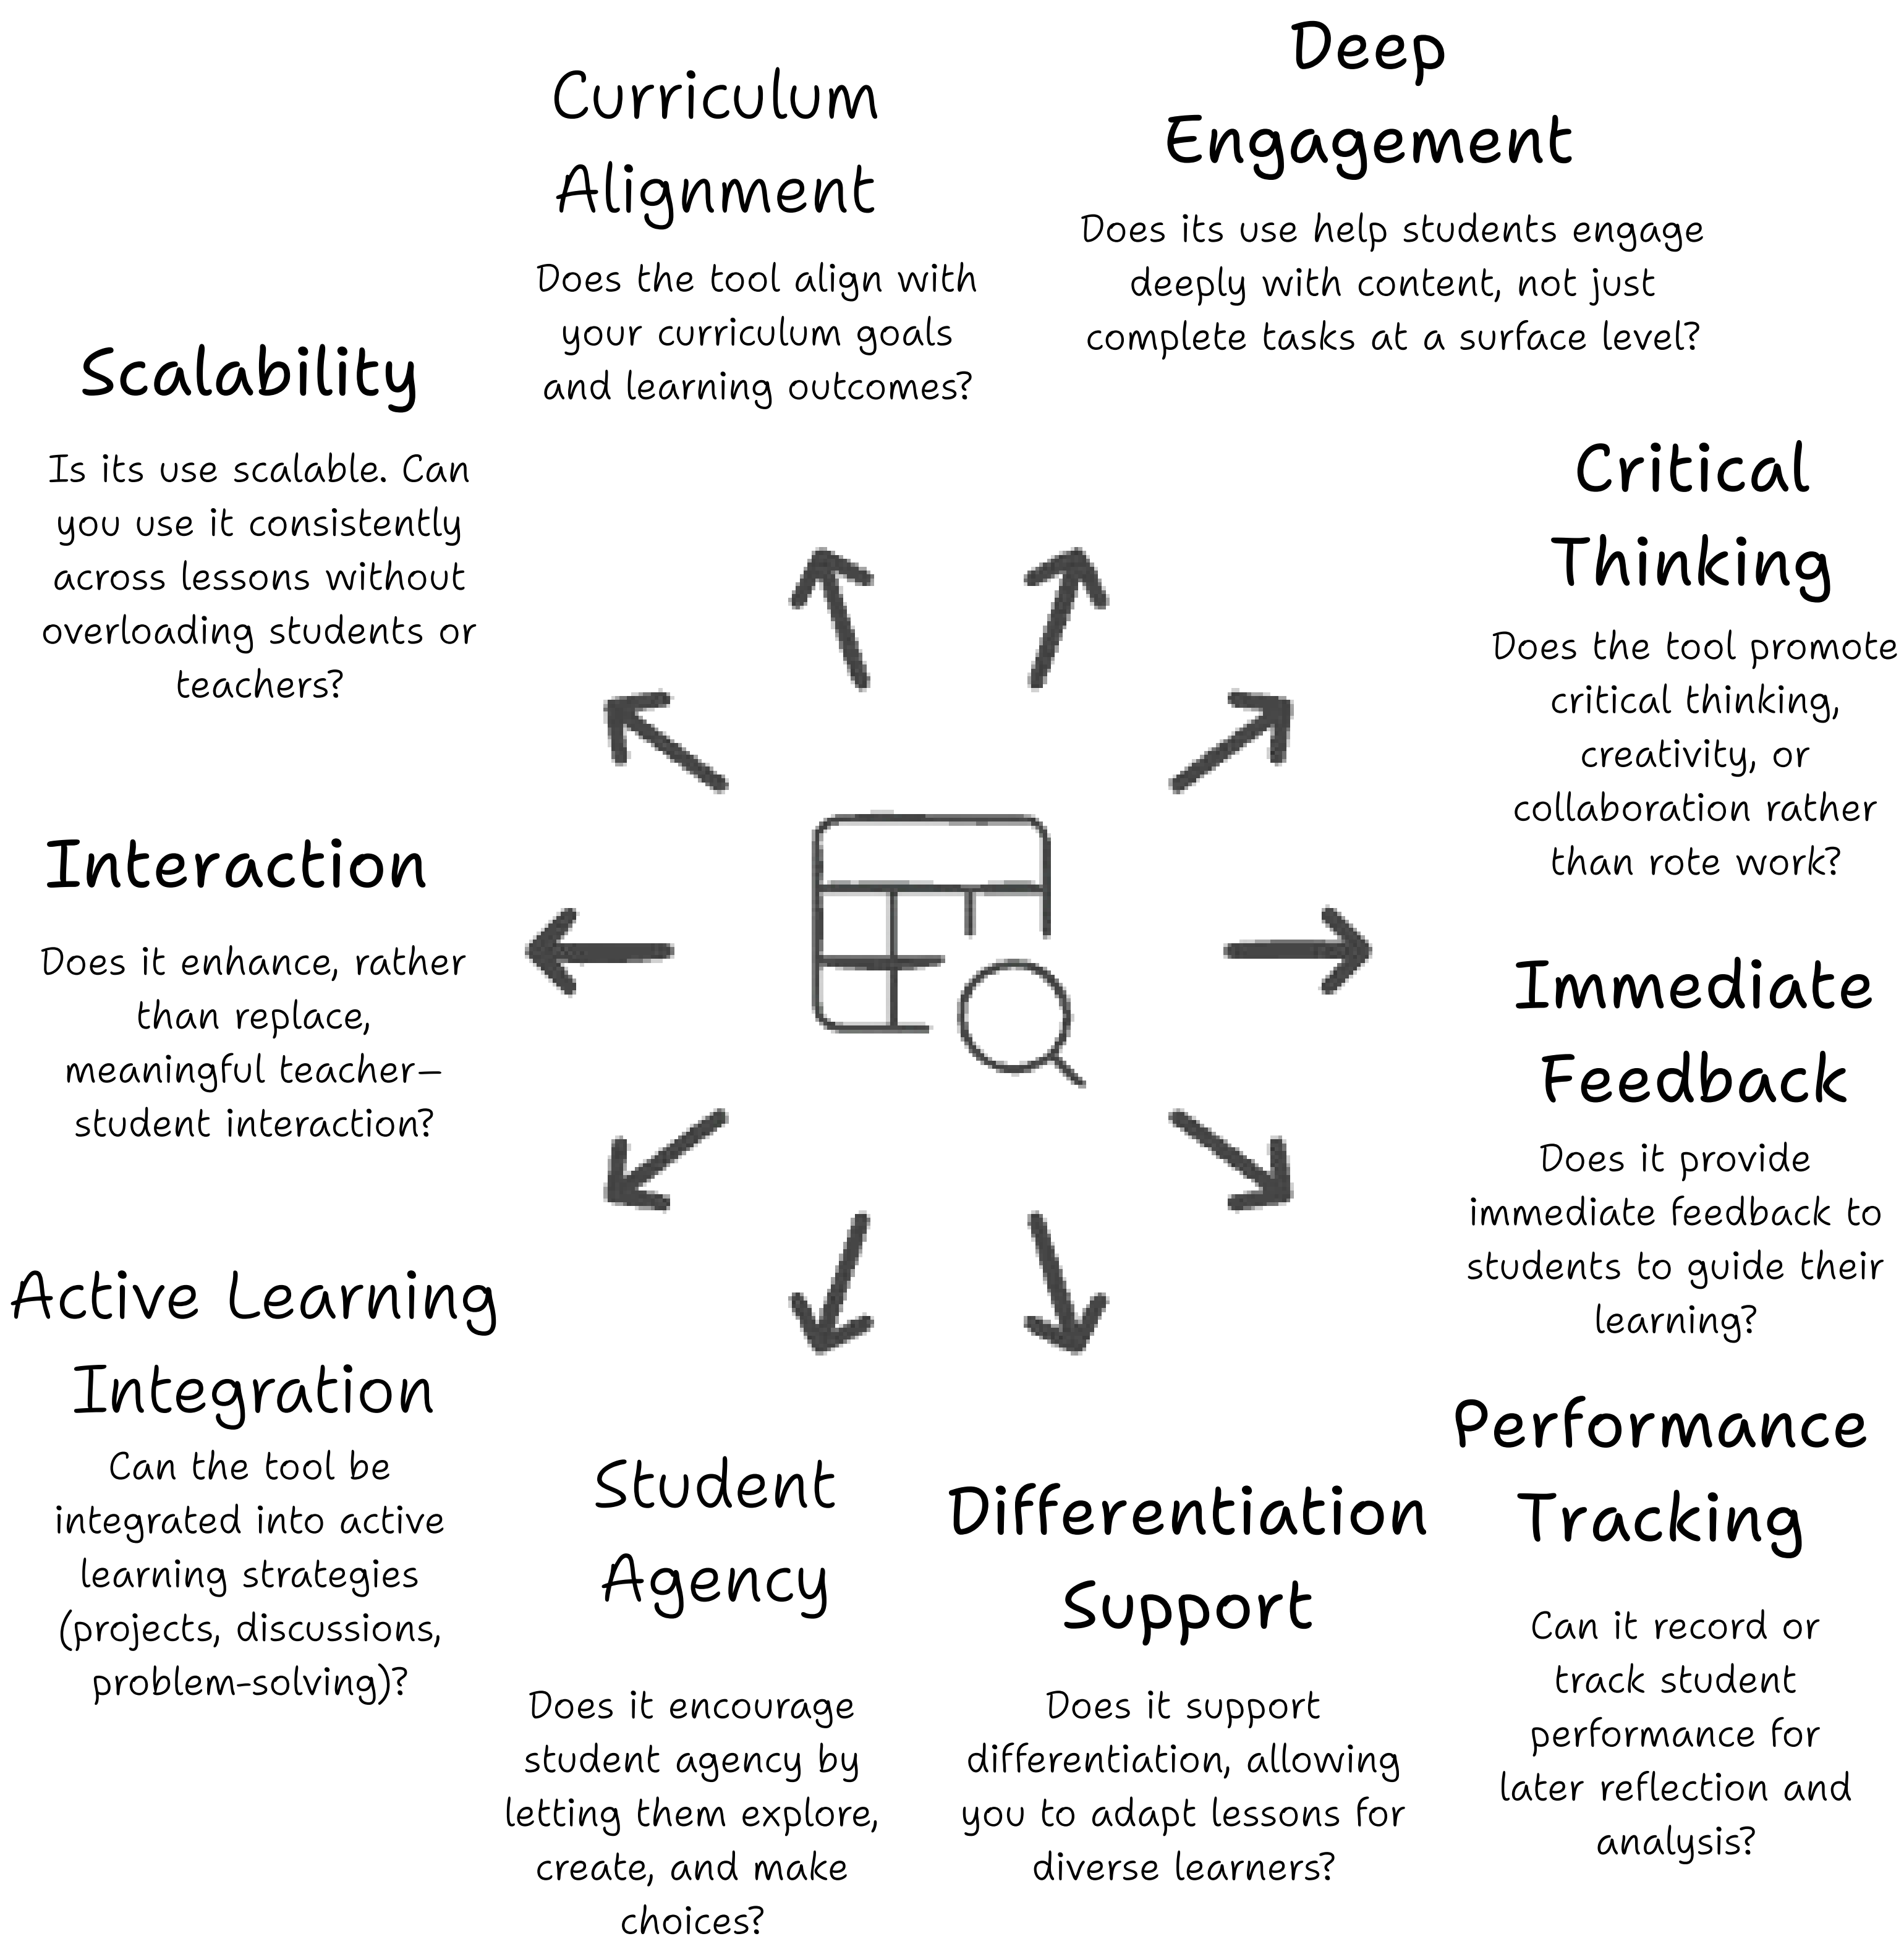 Deep
Engagement
Does its use help students engage
deeply with content, not just
complete tasks at a surface level?
Curriculum
Alignment
Does the tool align with
your curriculum goals
and learning outcomes?
Scalability
Is its use scalable. Can
you use it consistently
across lessons without
overloading students or
teachers?
Critical
Thinking
Does the tool promote
critical thinking,
creativity, or
collaboration rather
than rote work?
Interaction
Does it enhance, rather
than replace,
meaningful teacher–
student interaction?
Immediate
Feedback
Does it provide
immediate feedback to
students to guide their
learning?
Active Learning
Integration
Can the tool be
integrated into active
learning strategies
(projects, discussions,
problem-solving)?
Student
Agency
Does it encourage
student agency by
letting them explore,
create, and make
choices?
Differentiation
Support
Does it support
differentiation, allowing
you to adapt lessons for
diverse learners?
Performance
Tracking
Can it record or
track student
performance for
later reflection and
analysis?